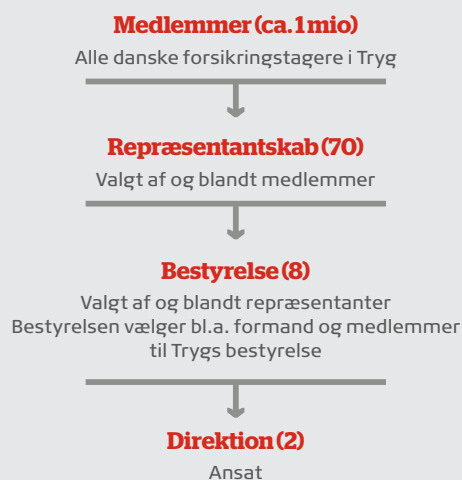 Medlemmer (ca. 1 mio)
Alle danske forsikringstagere i Tryg
Repræsentantskab (70)
Valgt af og blandt medlemmer
Bestyrelse (8)
Valgt af og blandt repræsentanter
Bestyrelsen vælger bl.a. formand og medlemmer
til Trygs bestyrelse
Direktion (2)
Ansat